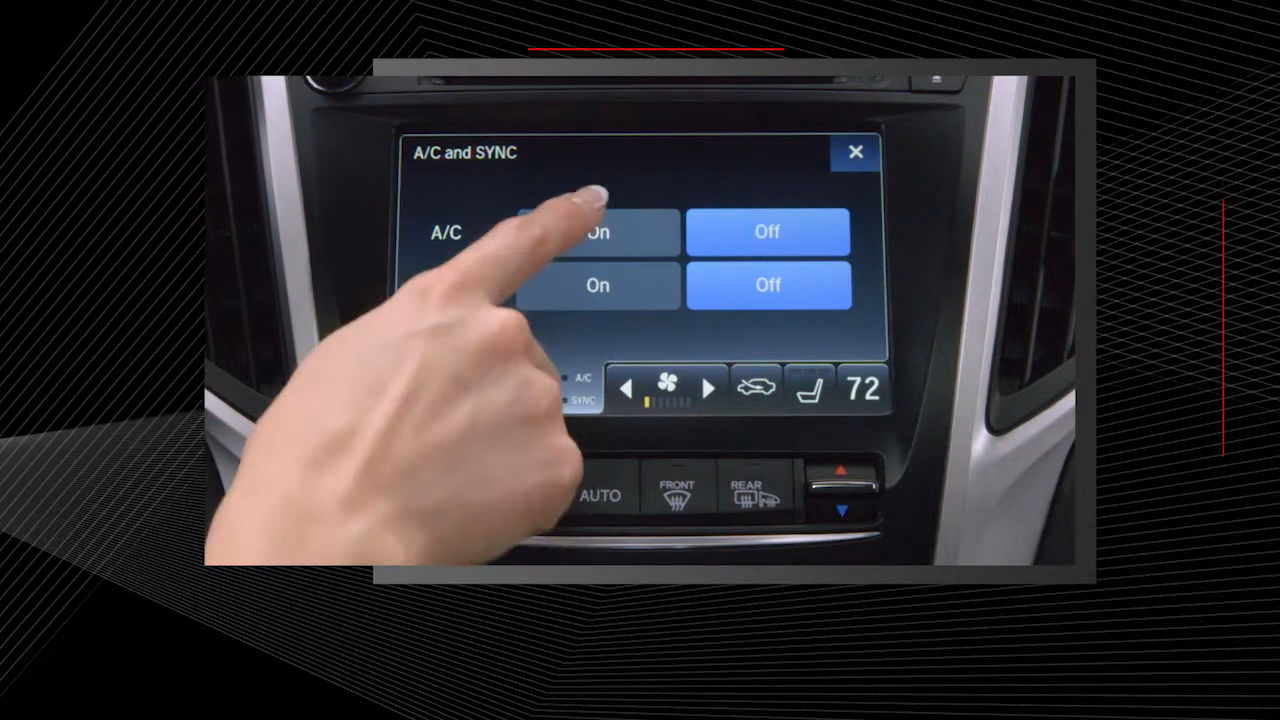 A/C and SYNC
×
A/C On Off
On Off
A/C
SYNC
72
AUTO
FRONT
REAR